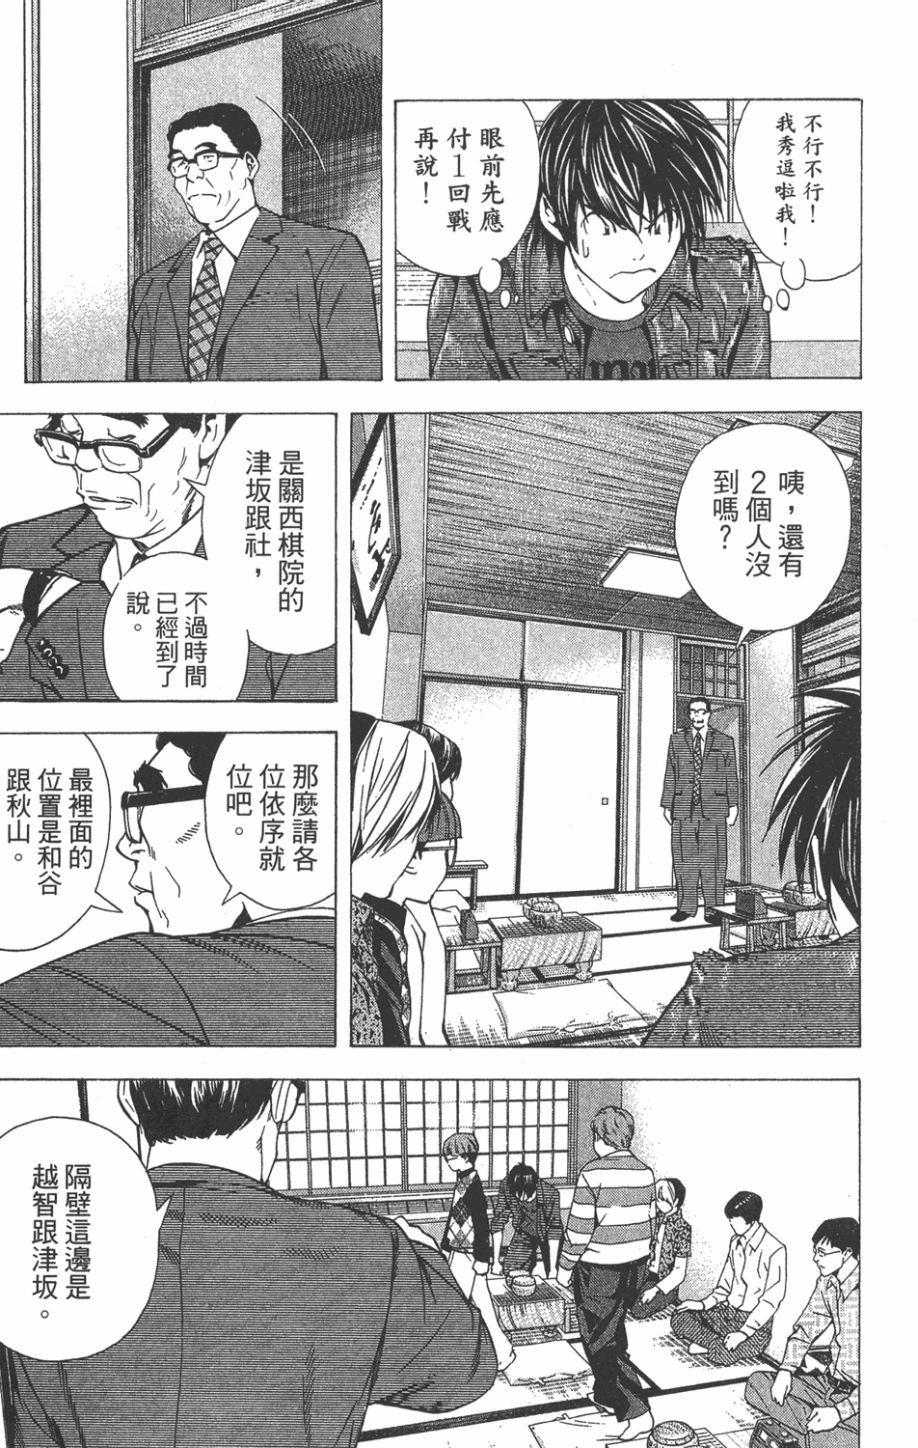 不行不行！
我秀逗啦我！
眼前先應
付1回戰
再說！
咦，還有
2個人沒
到嗎？
是關西棋院的
津坂跟社，
不過時間
已經到了
說。
那麼請各
位依序就
位吧。
最裡面的
位置是和谷
跟秋山。
隔壁這邊是
越智跟津坂。